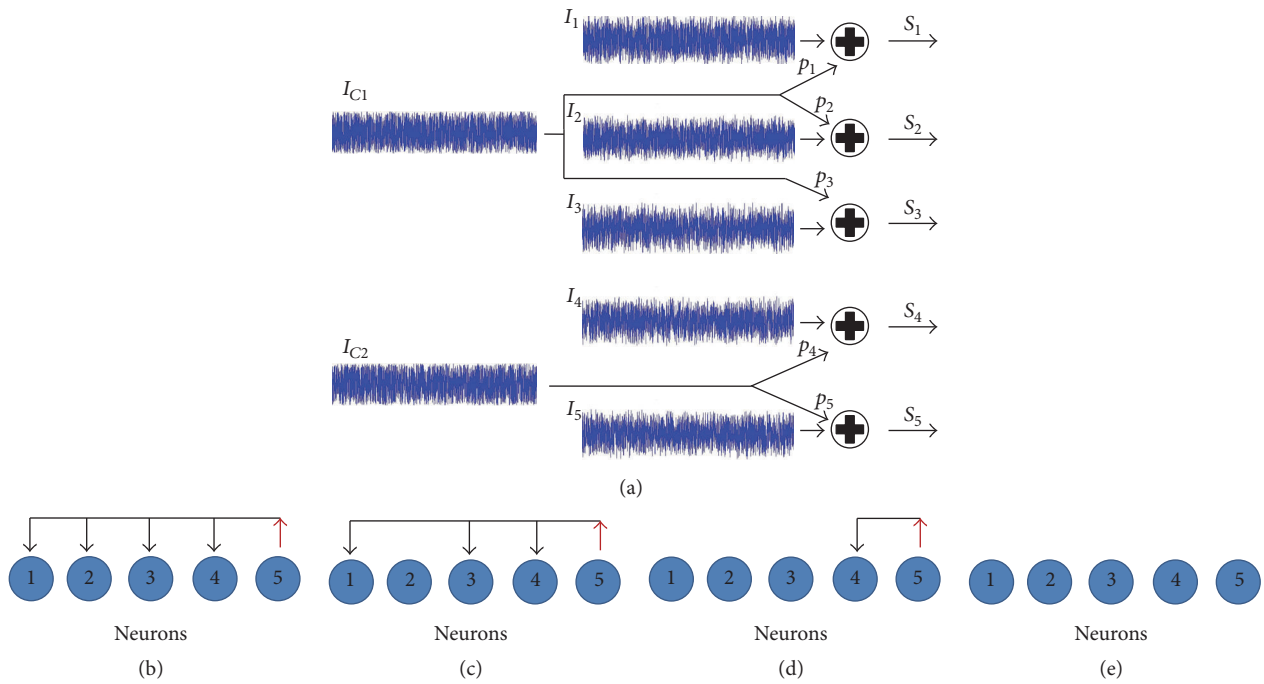 I1
S1
p1
IC1
I2
p2
S2
p3
I3
S3
I4
S4
p4
IC2
p5
I5
S5
(a)
1 2 3 4 5
1 2 3 4 5
1 2 3 4 5
1 2 3 4 5
Neurons
Neurons
Neurons
Neurons
(b)
(c)
(d)
(e)